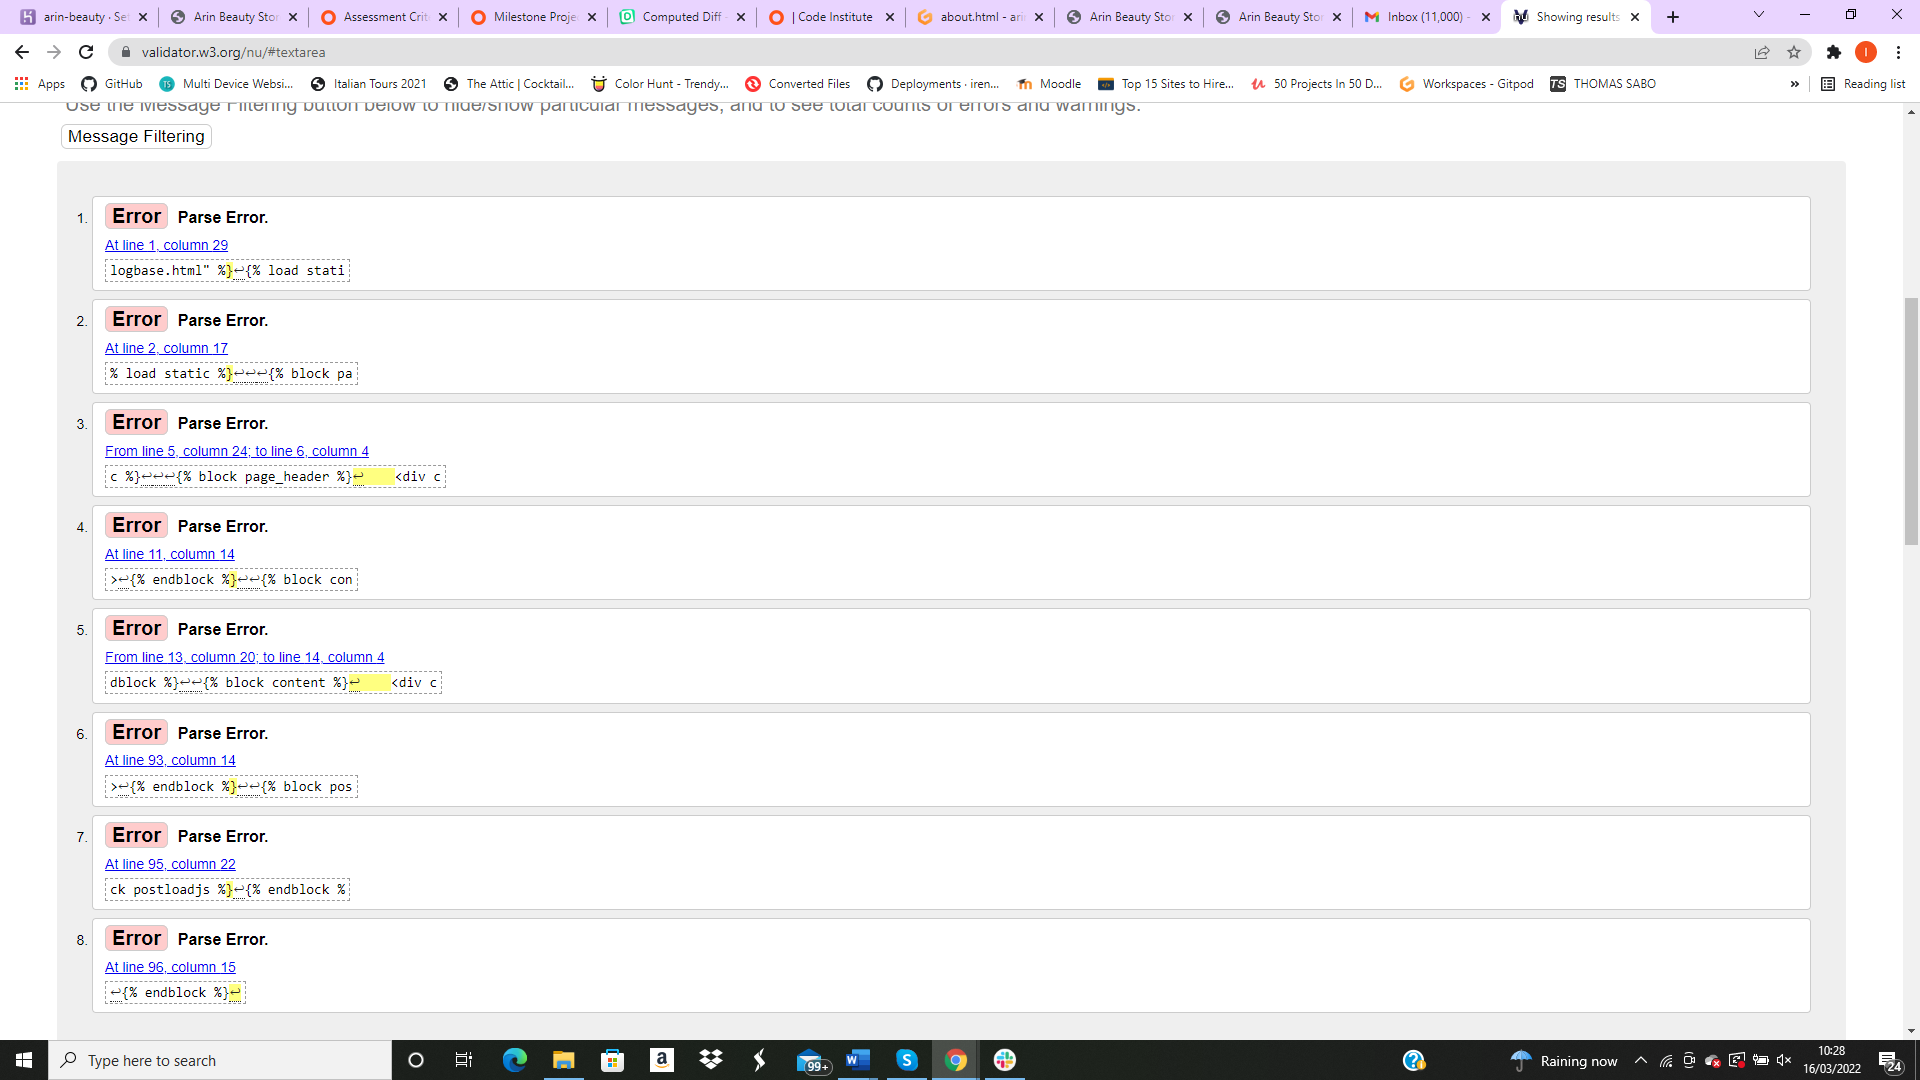 arin-beauty · Set
Arin Beauty Stor
Assessment Crite
Milestone Projec
Computed Diff -
| Code Institute
about.html - arin
Arin Beauty Stor
Arin Beauty Stor
Inbox (11,000) -
Showing results
validator.w3.org/nu/#textarea
Apps
GitHub
Multi Device Websi...
Italian Tours 2021
The Attic | Cocktail...
Color Hunt - Trendy...
Converted Files
Deployments · iren...
Moodle
Top 15 Sites to Hire...
50 Projects In 50 D...
Workspaces - Gitpod
THOMAS SABO
»
Reading list
Use the Message Filtering button below to hide/show particular messages, and to see total counts of errors and warnings.
Message Filtering
1. Error Parse Error.
At line 1, column 29
logbase.html" %}↩{% load stati
2. Error Parse Error.
At line 2, column 17
% load static %}↩↩↩{% block pa
3. Error Parse Error.
From line 5, column 24; to line 6, column 4
c %}↩↩↩{% block page_header %}↩    <div c
4. Error Parse Error.
At line 11, column 14
>↩{% endblock %}↩↩{% block con
5. Error Parse Error.
From line 13, column 20; to line 14, column 4
dblock %}↩↩{% block content %}↩    <div c
6. Error Parse Error.
At line 93, column 14
>↩{% endblock %}↩↩{% block pos
7. Error Parse Error.
At line 95, column 22
ck postloadjs %}↩{% endblock %
8. Error Parse Error.
At line 96, column 15
↩{% endblock %}↩
Type here to search
99+
Raining now
10:28
16/03/2022
24